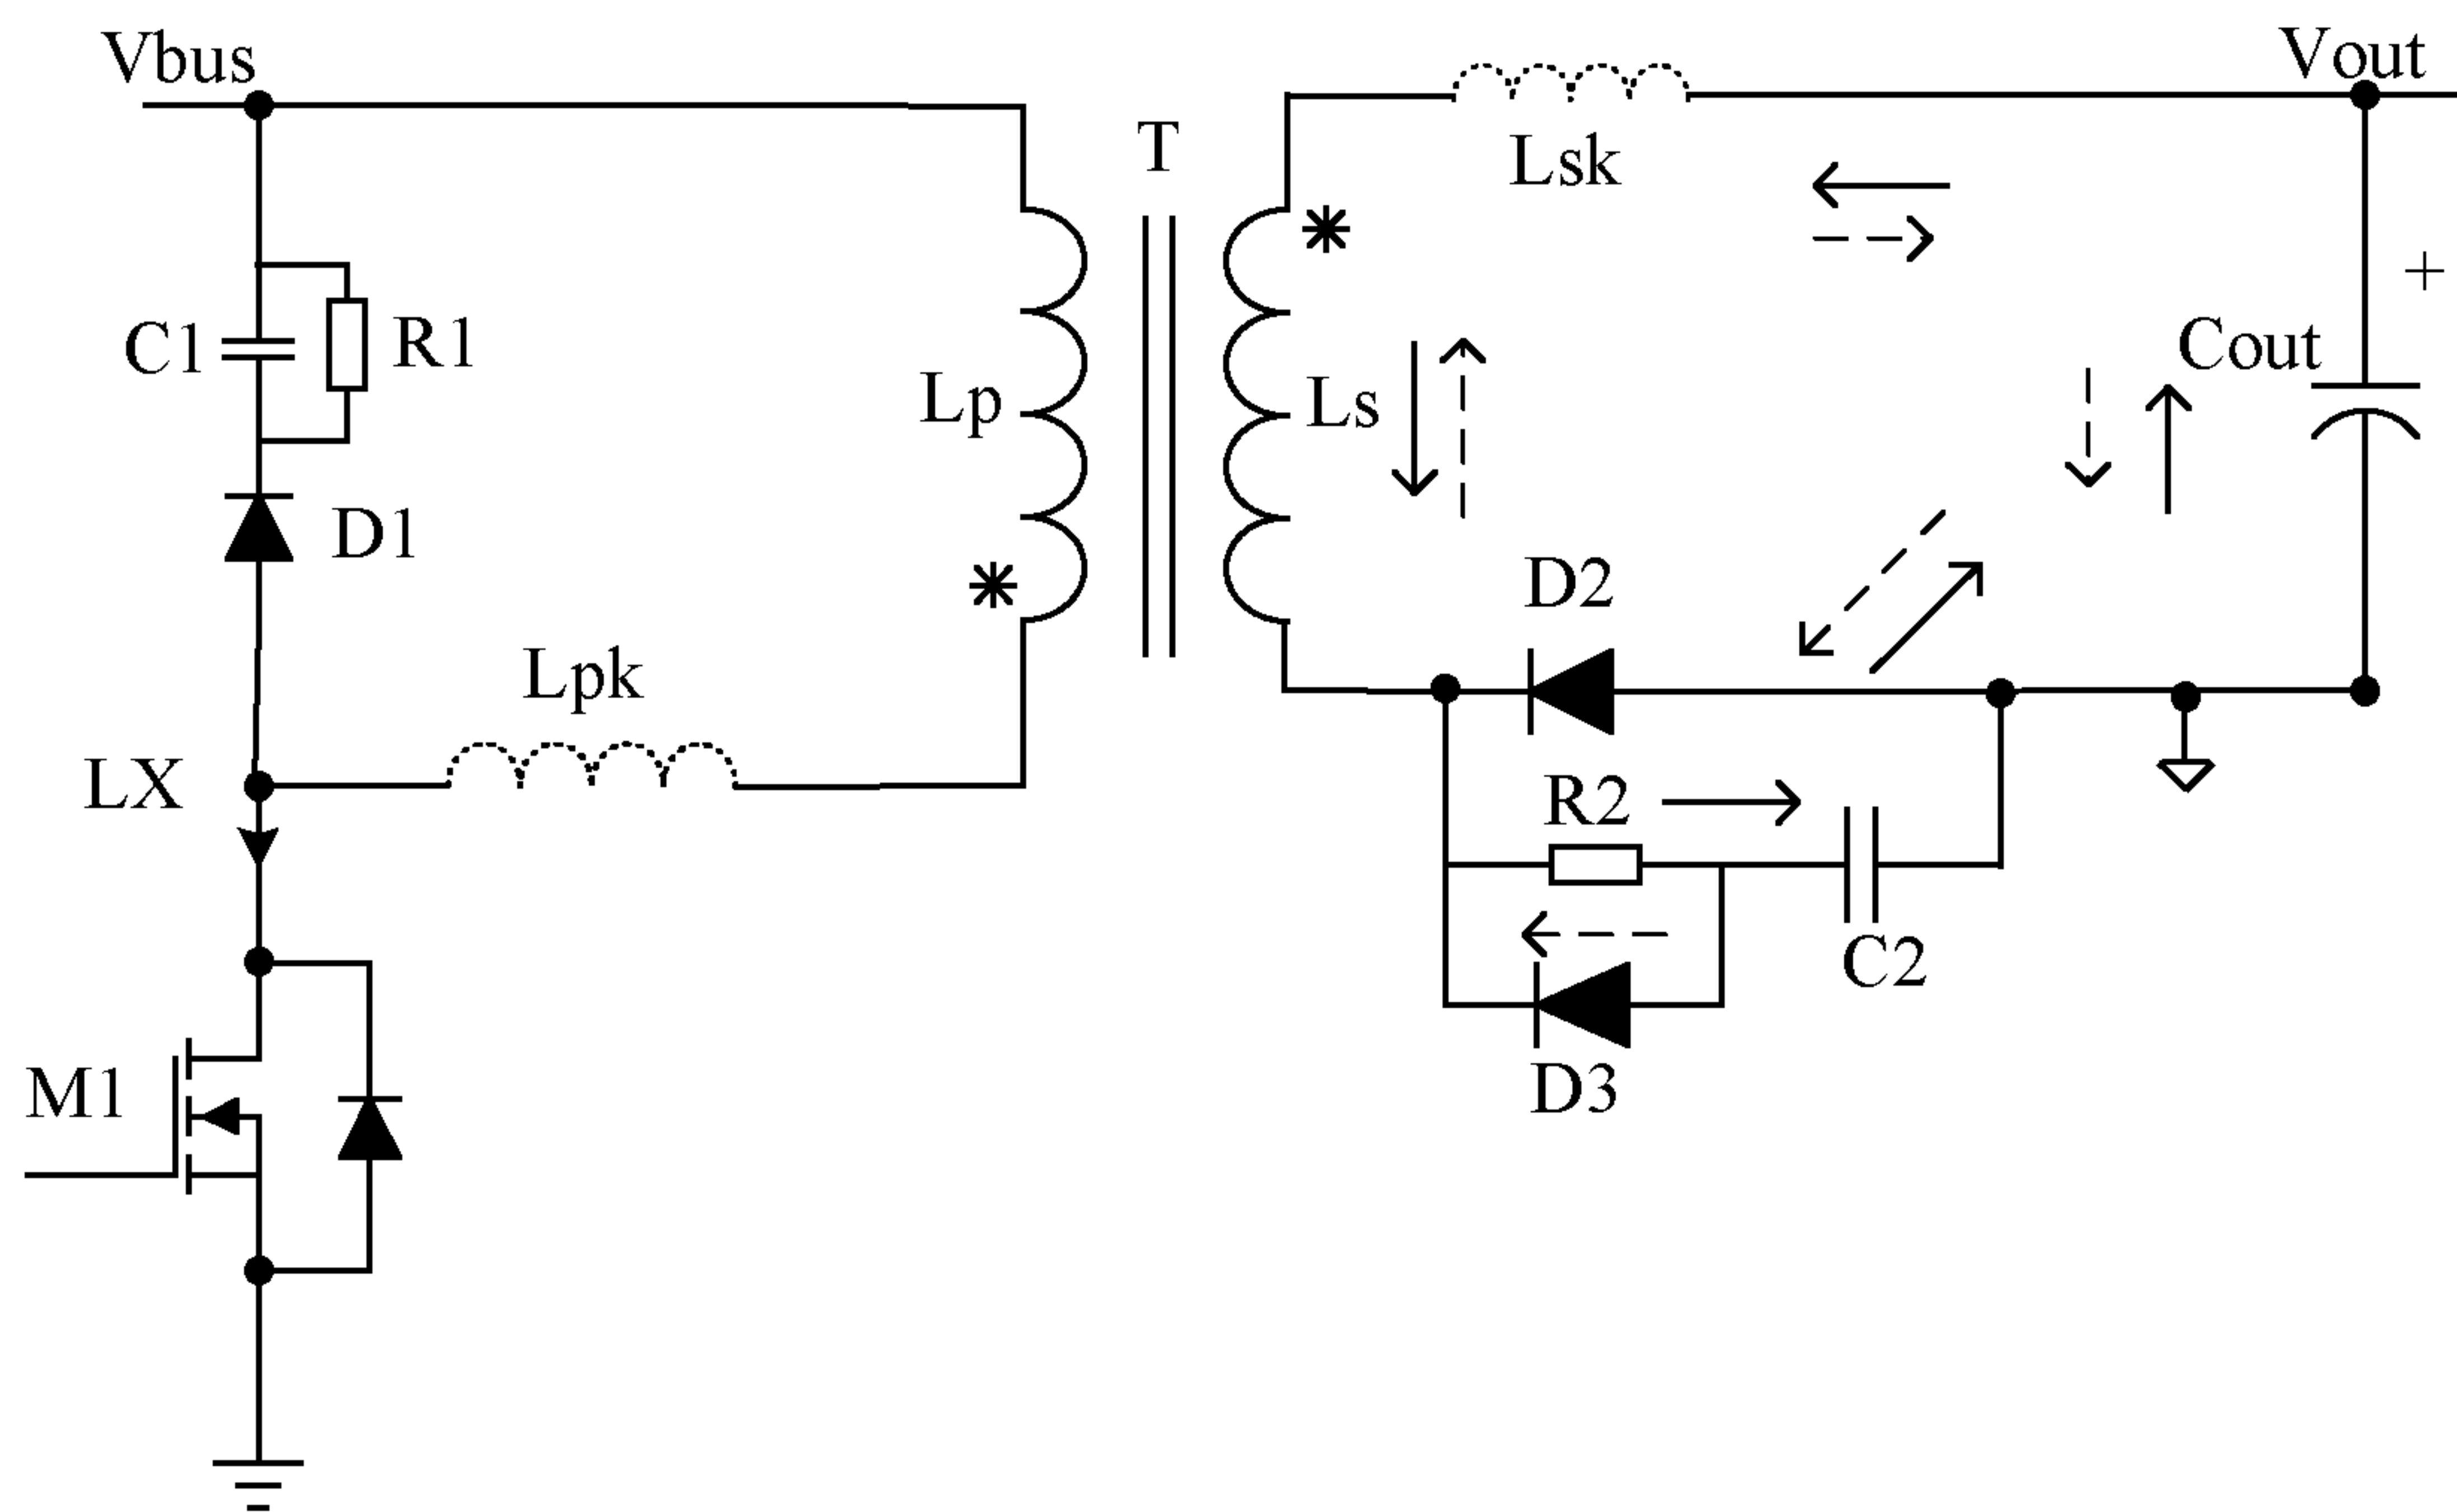 Vbus
Vout
T
Lsk
+
C1
R1
Cout
Lp
Ls
D1
D2
Lpk
LX
R2
C2
M1
D3